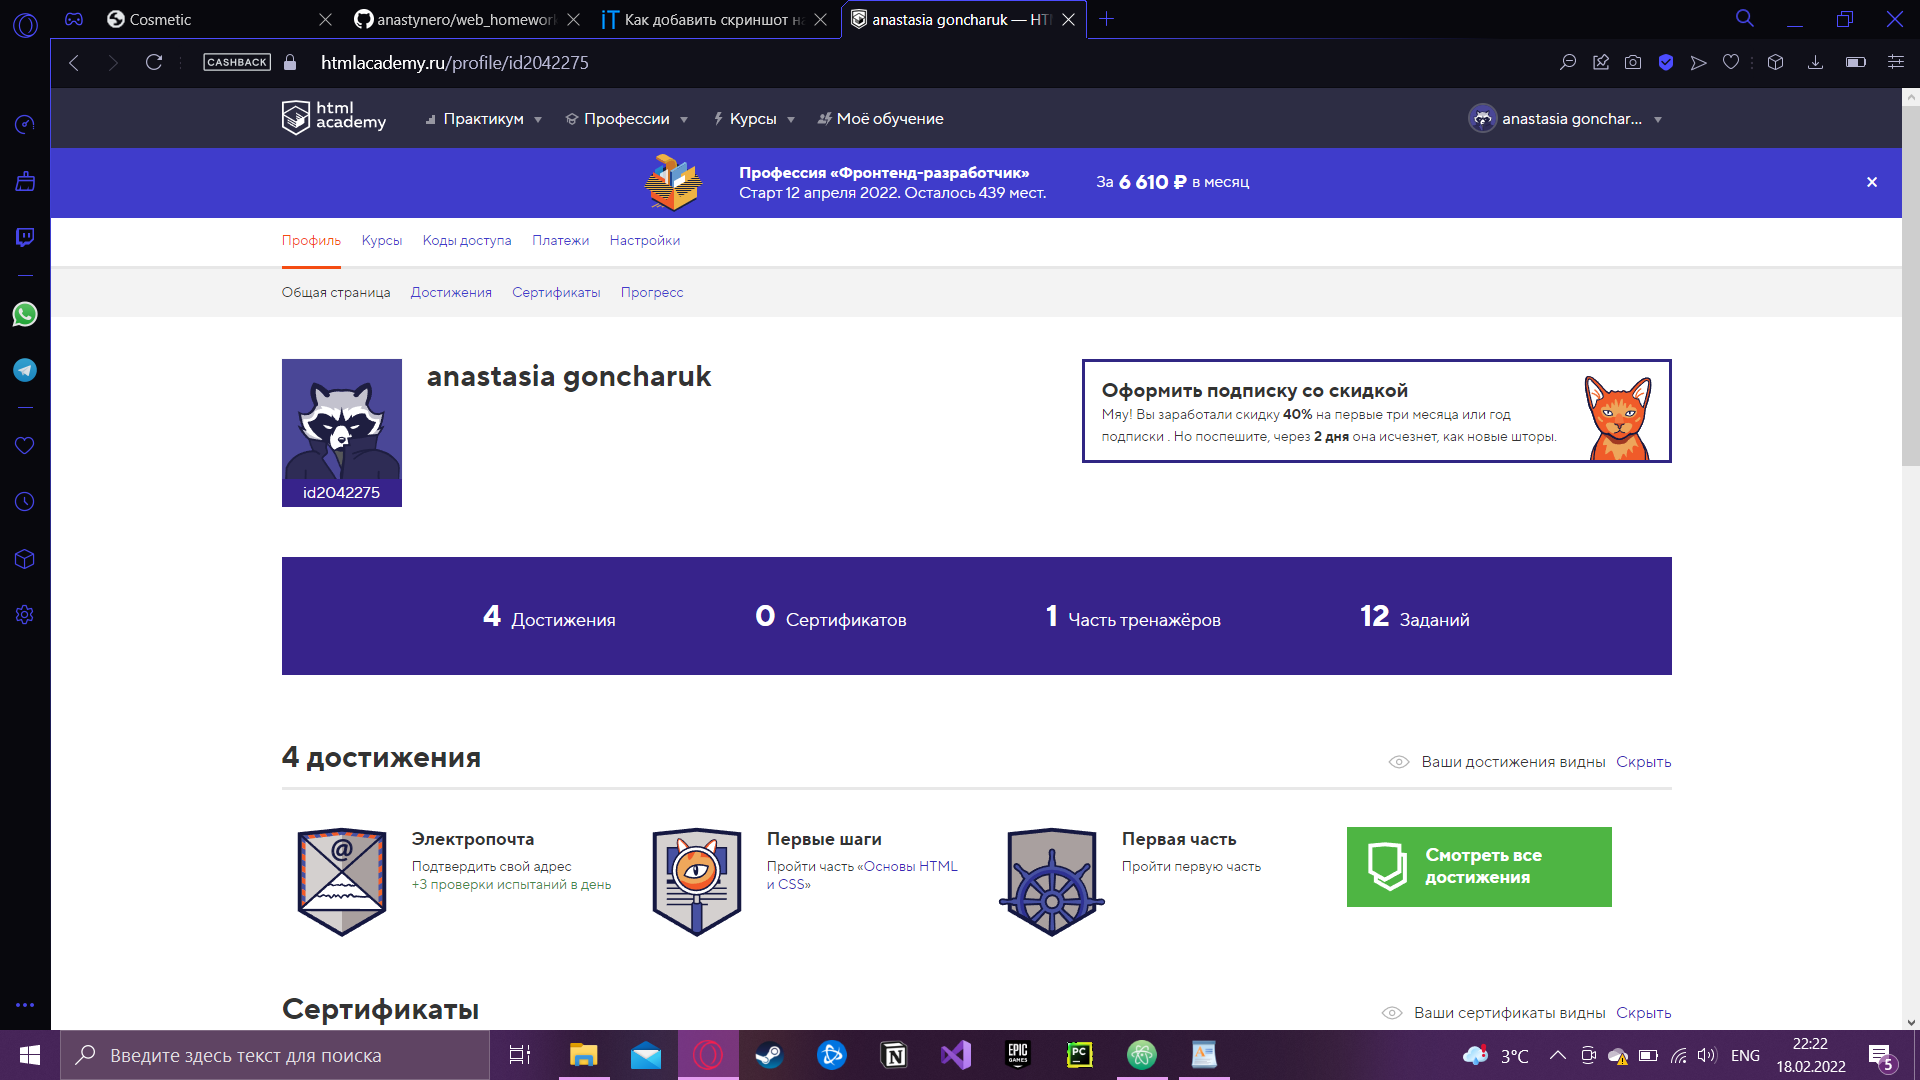 Cosmetic
anastynero/web_homewor
Как добавить скриншот на
anastasia goncharuk — HT
CASHBACK
htmlacademy.ru/profile/id2042275
html
academy
Практикум
Профессии
Курсы
Моё обучение
anastasia gonchar...
Профессия «Фронтенд-разработчик»
Старт 12 апреля 2022. Осталось 439 мест.
За 6 610 ₽ в месяц
Профиль
Курсы
Коды доступа
Платежи
Настройки
Общая страница
Достижения
Сертификаты
Прогресс
anastasia goncharuk
id2042275
Оформить подписку со скидкой
Мяу! Вы заработали скидку 40% на первые три месяца или год
подписки . Но поспешите, через 2 дня она исчезнет, как новые шторы.
4 Достижения
0 Сертификатов
1 Часть тренажёров
12 Заданий
4 достижения
Ваши достижения видны Скрыть
Электропочта
Подтвердить свой адрес
+3 проверки испытаний в день
Первые шаги
Пройти часть «Основы HTML
и CSS»
Первая часть
Пройти первую часть
Смотреть все
достижения
Сертификаты
Ваши сертификаты видны Скрыть
Введите здесь текст для поиска
EPIC
GAMES
PC
3°C
ENG
22:22
18.02.2022
5